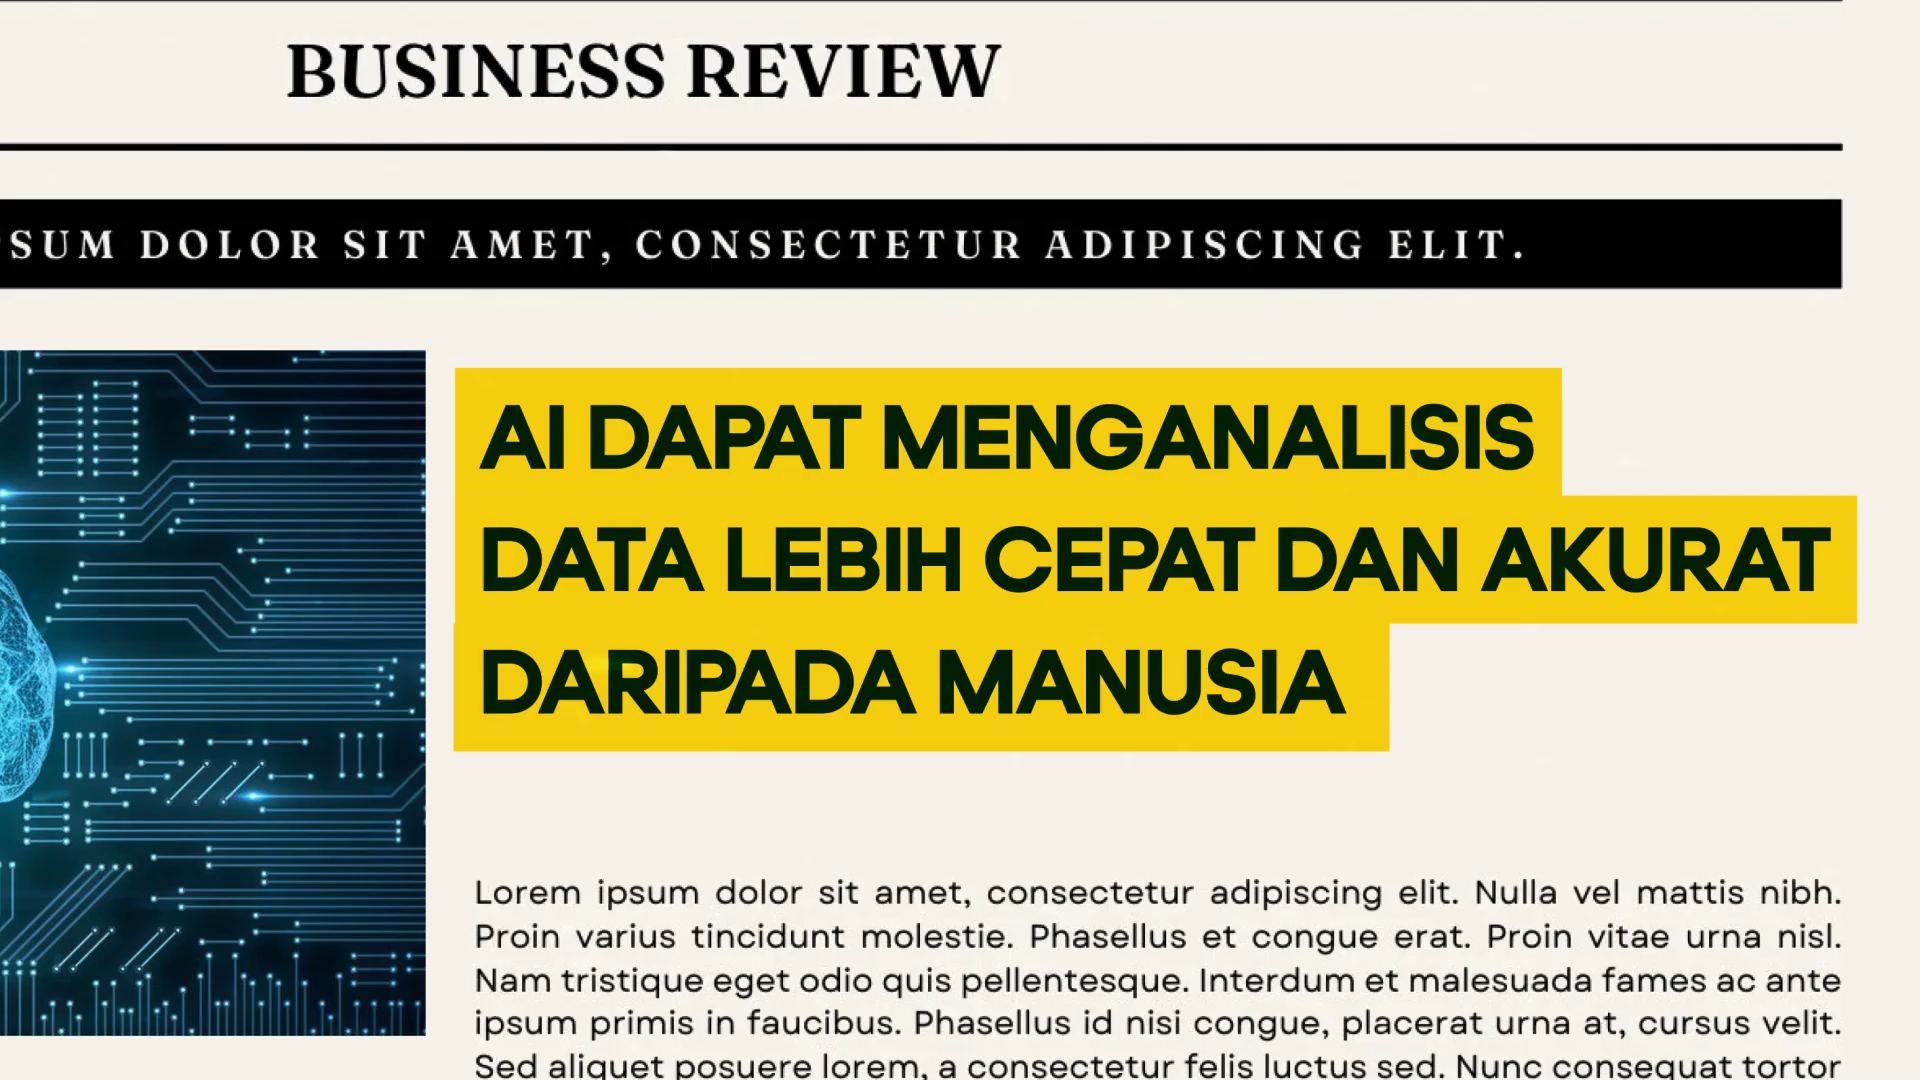 BUSINESS REVIEW
SUM DOLOR SIT AMET, CONSECTETUR ADIPISCING ELIT.
AI DAPAT MENGANALISIS
DATA LEBIH CEPAT DAN AKURAT
DARIPADA MANUSIA
Lorem ipsum dolor sit amet, consectetur adipiscing elit. Nulla vel mattis nibh.
Proin varius tincidunt molestie. Phasellus et congue erat. Proin vitae urna nisl.
Nam tristique eget odio quis pellentesque. Interdum et malesuada fames ac ante
ipsum primis in faucibus. Phasellus id nisi congue, placerat urna at, cursus velit.
Sed aliquet posuere lorem, a consectetur felis luctus sed. Nunc consequat tortor